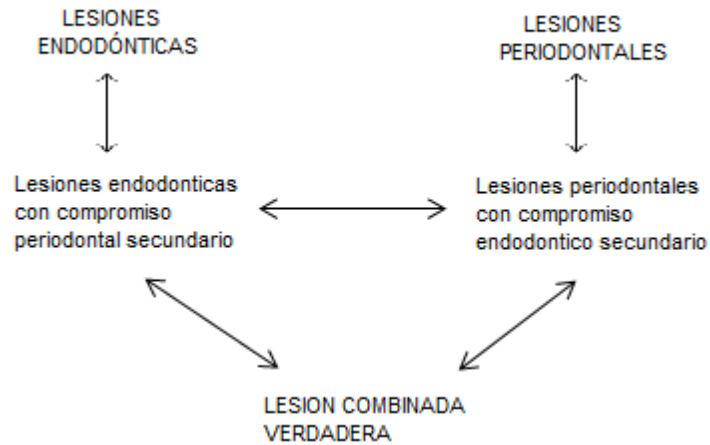 LESIONES
ENDODÓNTICAS
LESIONES
PERIODONTALES
Lesiones endodonticas
con compromiso
periodontal secundario
Lesiones periodontales
con compromiso
endodontico secundario
LESION COMBINADA
VERDADERA